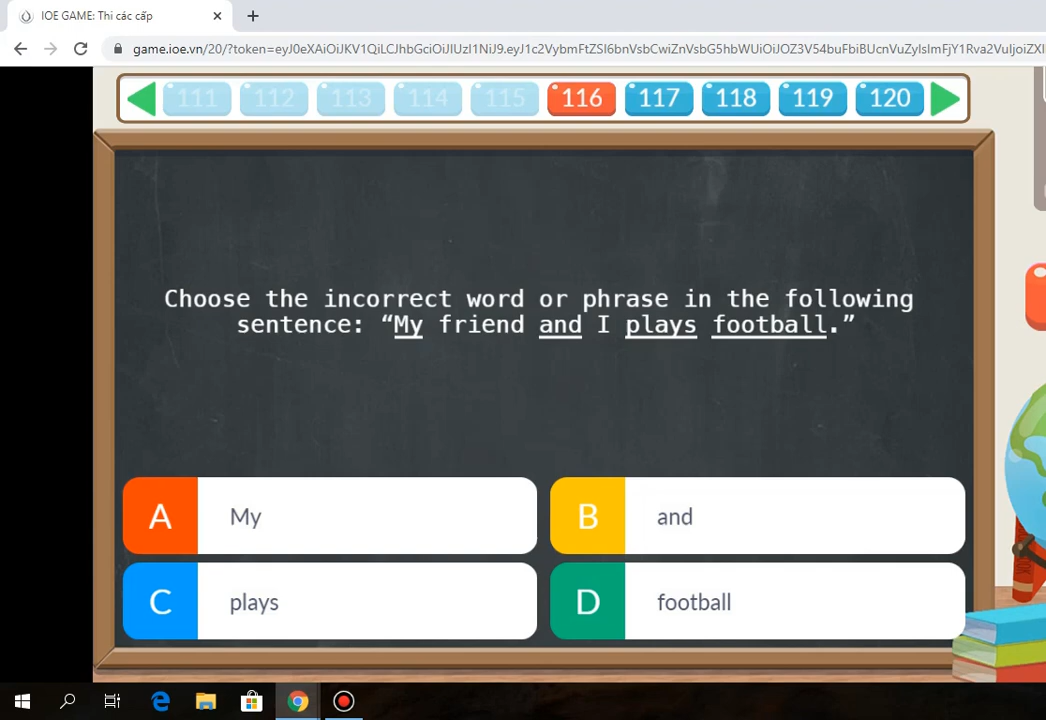 IOE GAME: Thi các cấp
game.ioe.vn/20/?token=
111 112 113 114 115 116 117 118 119 120
Choose the incorrect word or phrase in the following
sentence: “My friend and I plays football.”
A My
B and
C plays
D football